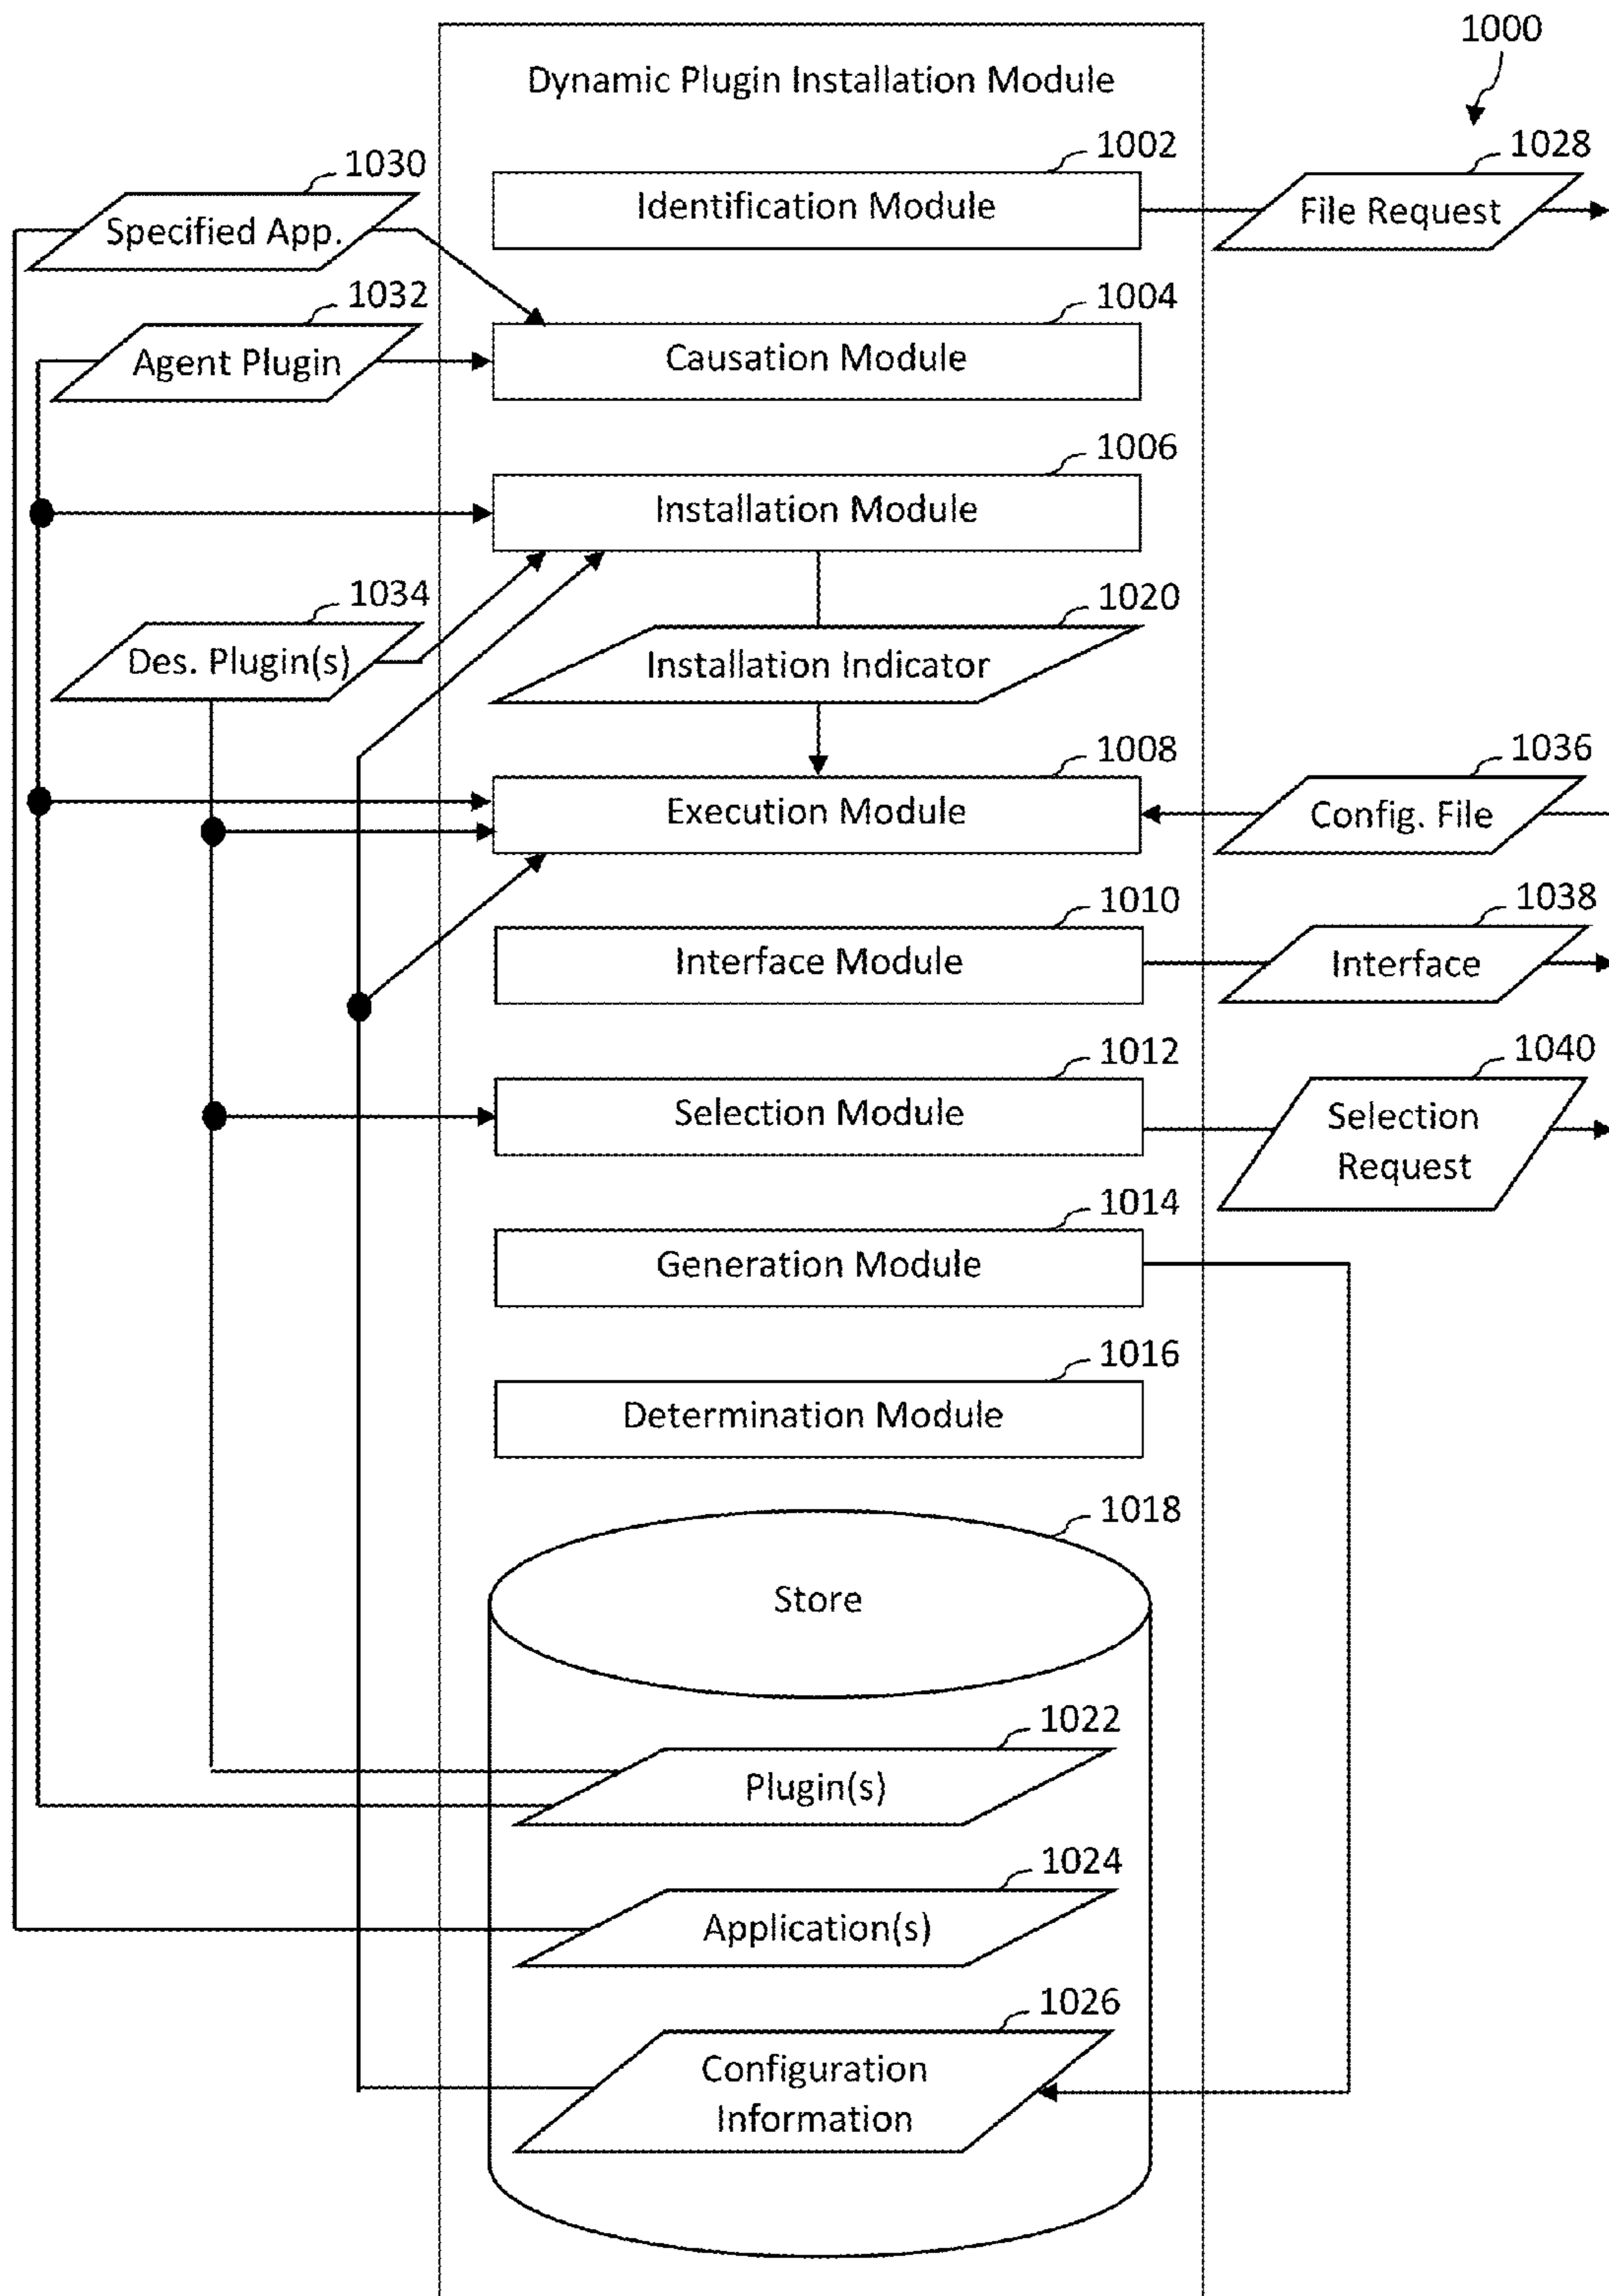 1000
Dynamic Plugin Installation Module
1002
Identification Module
1028
File Request
1030
Specified App.
1032
Agent Plugin
1004
Causation Module
1006
Installation Module
1034
Des. Plugin(s)
1020
Installation Indicator
1008
Execution Module
1036
Config. File
1010
Interface Module
1038
Interface
1012
Selection Module
1040
Selection
Request
1014
Generation Module
1016
Determination Module
1018
Store
1022
Plugin(s)
1024
Application(s)
1026
Configuration
Information